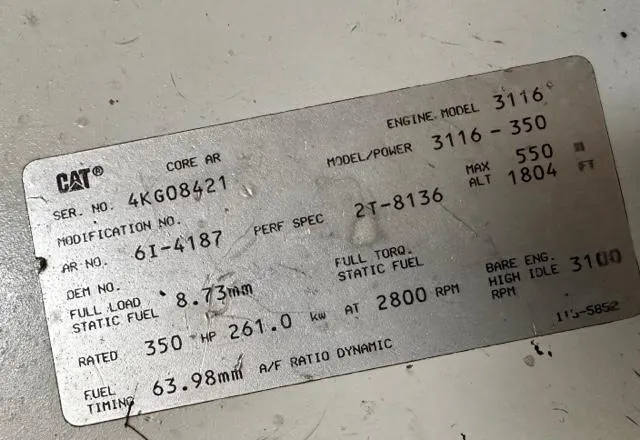 CAT® CORE AR ENGINE MODEL 3116
SER. NO. 4KG08421 MODEL/POWER 3116-350
MODIFICATION NO. MAX ALT 550 M
1804 FT
AR NO. 6I-4187 PERF SPEC 2T-8136
OEM NO.
FULL LOAD STATIC FUEL 8.73mm FULL TORQ. STATIC FUEL BARE ENG. HIGH IDLE RPM 3100
RATED 350 HP 261.0 kw AT 2800 RPM
FUEL TIMING 63.98mm A/F RATIO DYNAMIC